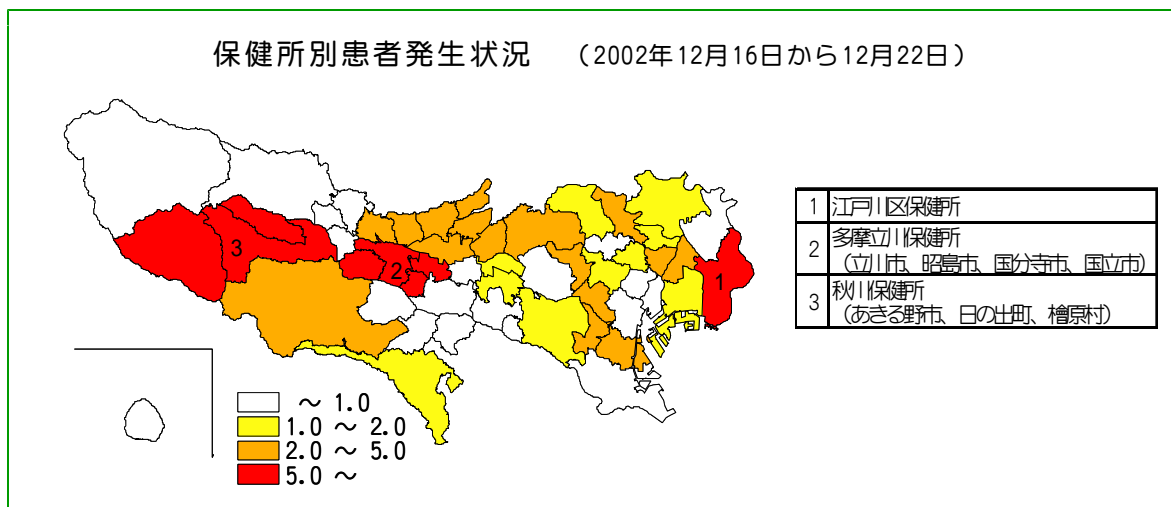 保健所別患者発生状況 (2002年12月16日から12月22日)
1 江戸川区保健所
2 多摩立川保健所
(立川市、昭島市、国分寺市、国立市)
3 秋川保健所
(あきる野市、日の出町、檜原村)
3
2
1
～ 1.0
1.0 ～ 2.0
2.0 ～ 5.0
5.0 ～